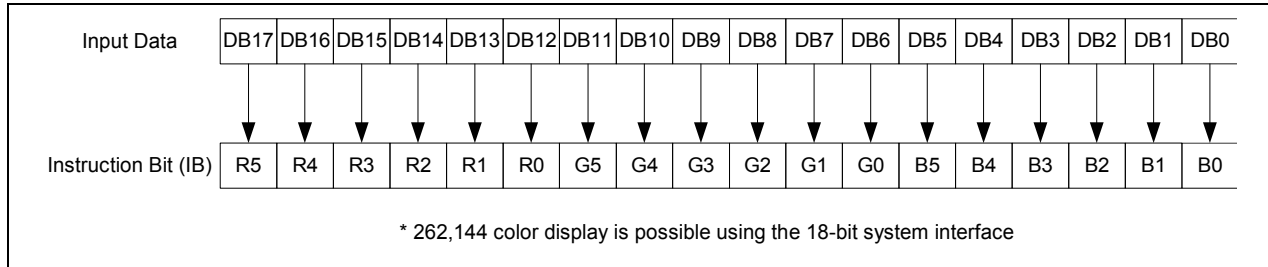 Input Data DB17 DB16 DB15 DB14 DB13 DB12 DB11 DB10 DB9 DB8 DB7 DB6 DB5 DB4 DB3 DB2 DB1 DB0
Instruction Bit (IB) R5 R4 R3 R2 R1 R0 G5 G4 G3 G2 G1 G0 B5 B4 B3 B2 B1 B0
* 262,144 color display is possible using the 18-bit system interface